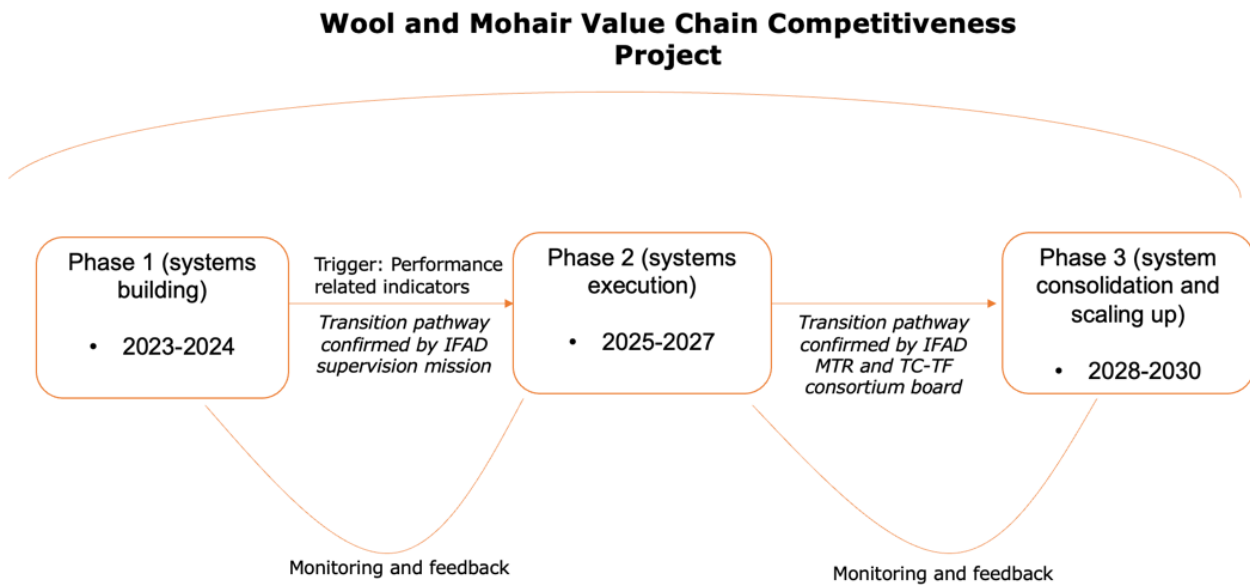 Wool and Mohair Value Chain Competitiveness
Project
Phase 1 (systems
building)
• 2023-2024
Trigger: Performance
related indicators
Transition pathway
confirmed by IFAD
supervision mission
Phase 2 (systems
execution)
• 2025-2027
Transition pathway
confirmed by IFAD
MTR and TC-TF
consortium board
Phase 3 (system
consolidation and
scaling up)
• 2028-2030
Monitoring and feedback
Monitoring and feedback